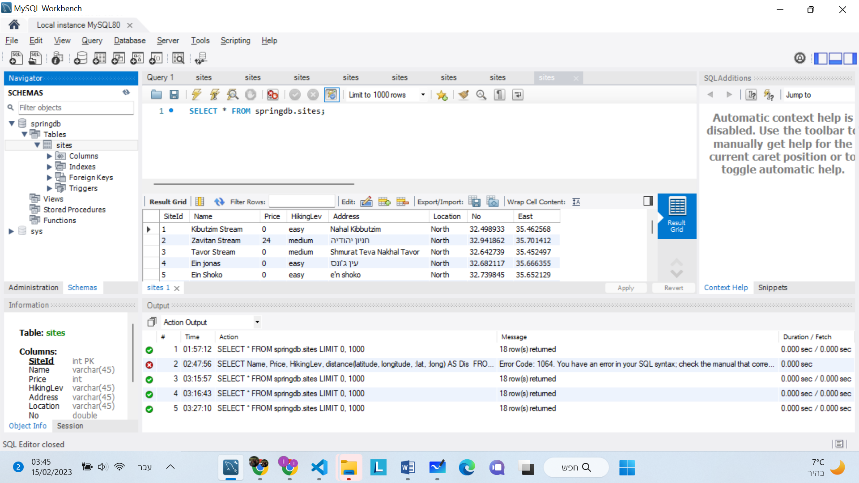 MySQL Workbench
Local instance MySQL80
File Edit View Query Database Server Tools Scripting Help
Navigator
SCHEMAS
Filter objects
springdb
Tables
sites
Columns
Indexes
Foreign Keys
Triggers
Views
Stored Procedures
Functions
sys
Administration Schemas
Information
Table: sites
Columns:
SiteId int PK
Name varchar(45)
Price int
HikingLev varchar(45)
Address varchar(45)
Location varchar(45)
No double
Object Info Session
Query 1 sites sites sites sites sites sites sites sites
Limit to 1000 rows
1 SELECT * FROM springdb.sites;
Result Grid Filter Rows: Edit: Export/Import: Wrap Cell Content:
SiteId Name Price HikingLev Address Location No East
1 Kibutzim Stream 0 easy Nahal Kibbutzim North 32.498933 35.462568
2 Zavitan Stream 24 medium חניון יהודיה North 32.941862 35.701412
3 Tavor Stream 0 medium Shmurat Teva Nakhal Tavor North 32.642739 35.452497
4 Ein jonas 0 easy עין ג'ונס North 32.682117 35.666355
5 Ein Shoko 0 easy e'n shoko North 32.739845 35.652129
Result Grid
sites 1 Apply Revert
SQLAdditions
Jump to
Automatic context help is
disabled. Use the toolbar to
manually get help for the
current caret position or to
toggle automatic help.
Context Help Snippets
Output
Action Output
# Time Action Message Duration / Fetch
1 01:57:12 SELECT * FROM springdb.sites LIMIT 0, 1000 18 row(s) returned 0.000 sec / 0.000 sec
2 02:47:56 SELECT Name, Price, HikingLev, distance(latitude, longitude, :lat, :long) AS Dis FRO... Error Code: 1064. You have an error in your SQL syntax; check the manual that corre... 0.000 sec
3 03:15:57 SELECT * FROM springdb.sites LIMIT 0, 1000 18 row(s) returned 0.000 sec / 0.000 sec
4 03:16:43 SELECT * FROM springdb.sites LIMIT 0, 1000 18 row(s) returned 0.000 sec / 0.000 sec
5 03:27:10 SELECT * FROM springdb.sites LIMIT 0, 1000 18 row(s) returned 0.000 sec / 0.000 sec
SQL Editor closed
2
03:45
15/02/2023
עבר
חפש
7°C
בהיר